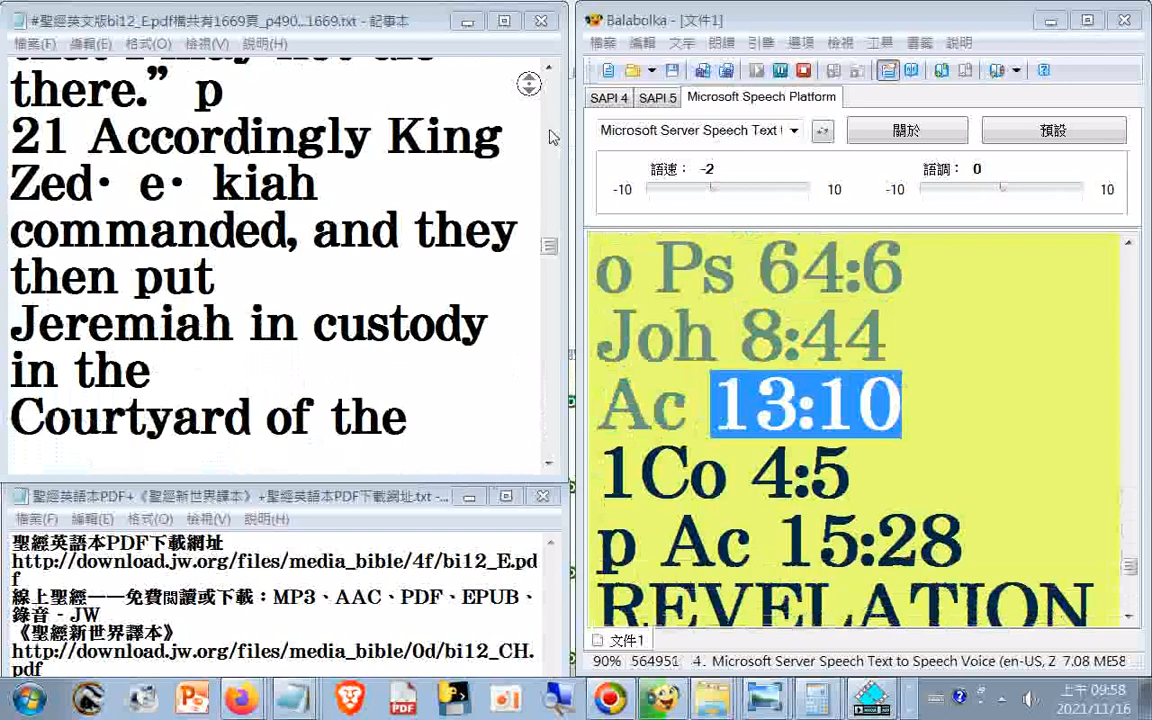 #聖經英文版bi12_E.pdf橫共有1669頁_p490...1669.txt - 記事本
檔案(F) 編輯(E) 格式(O) 檢視(V) 說明(H)
there.” p
21 Accordingly King
Zed· e· kiah
commanded, and they
then put
Jeremiah in custody
in the
Courtyard of the
聖經英語本PDF+《聖經新世界譯本》+聖經英語本PDF下載網址.txt - ...
檔案(F) 編輯(E) 格式(O) 檢視(V) 說明(H)
聖經英語本PDF下載網址
http://download.jw.org/files/media_bible/4f/bi12_E.pd
f
線上聖經——免費閱讀或下載：MP3、AAC、PDF、EPUB、
錄音 - JW
《聖經新世界譯本》
http://download.jw.org/files/media_bible/0d/bi12_CH.
pdf
Balabolka - [文件1]
檔案 編輯 文字 朗讀 引擎 選項 檢視 工具 書籤 說明
SAPI 4 SAPI 5 Microsoft Speech Platform
Microsoft Server Speech Text 關於 預設
語速： -2 語調： 0
-10 10 -10 10
o Ps 64:6
Joh 8:44
Ac 13:10
1Co 4:5
p Ac 15:28
REVELATION
文件1
90% 564951 4. Microsoft Server Speech Text to Speech Voice (en-US, Z 7.08 ME58
上午 09:58
2021/11/16